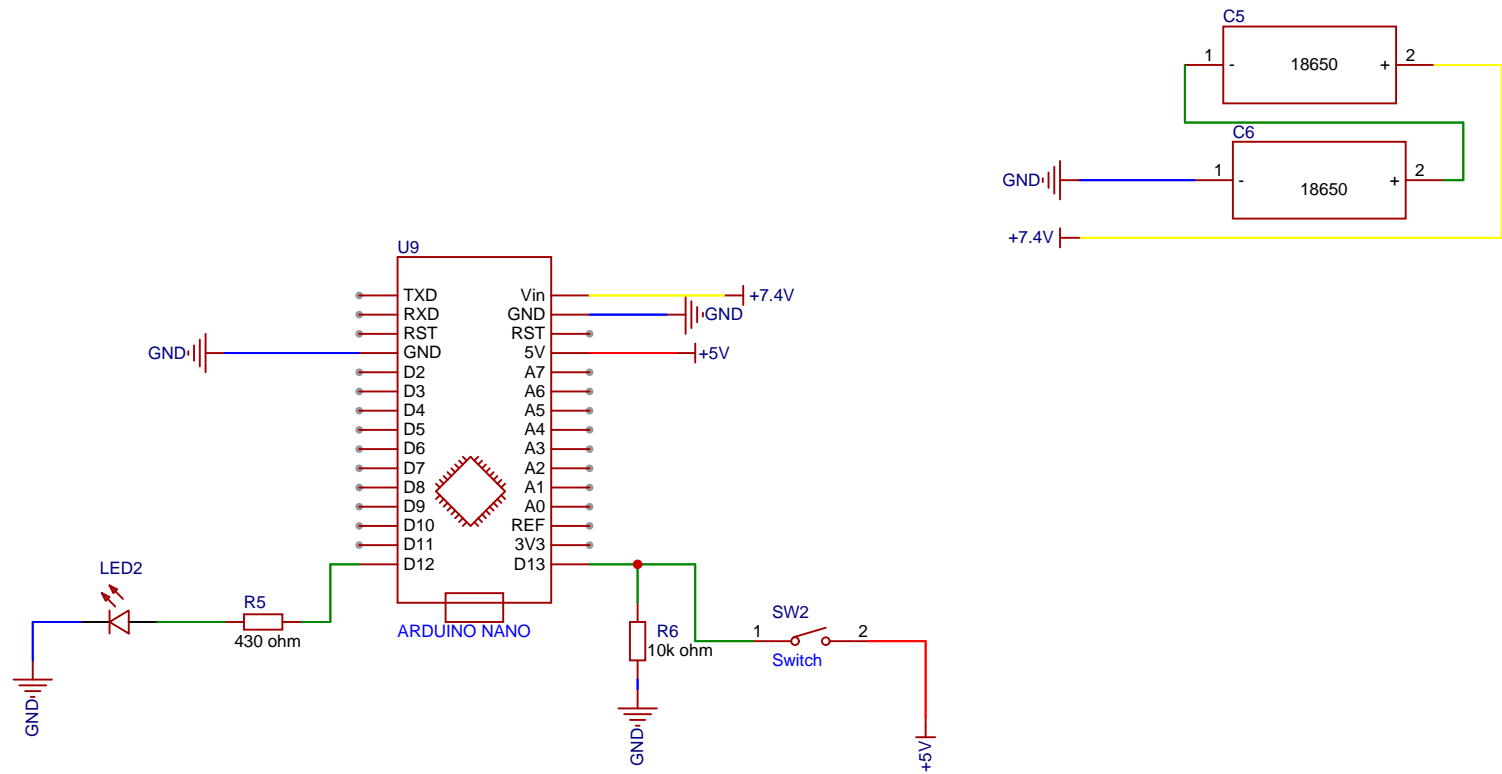 C5
1 - 18650 + 2
C6
GND 1 - 18650 + 2
+7.4V
U9
TXD Vin +7.4V
RXD GND GND
RST RST
GND GND 5V +5V
D2 A7
D3 A6
D4 A5
D5 A4
D6 A3
D7 A2
D8 A1
D9 A0
D10 REF
D11 3V3
D12 D13
LED2
R5
430 ohm
ARDUINO NANO
R6
10k ohm
SW2
1 2
Switch
GND
GND
+5V